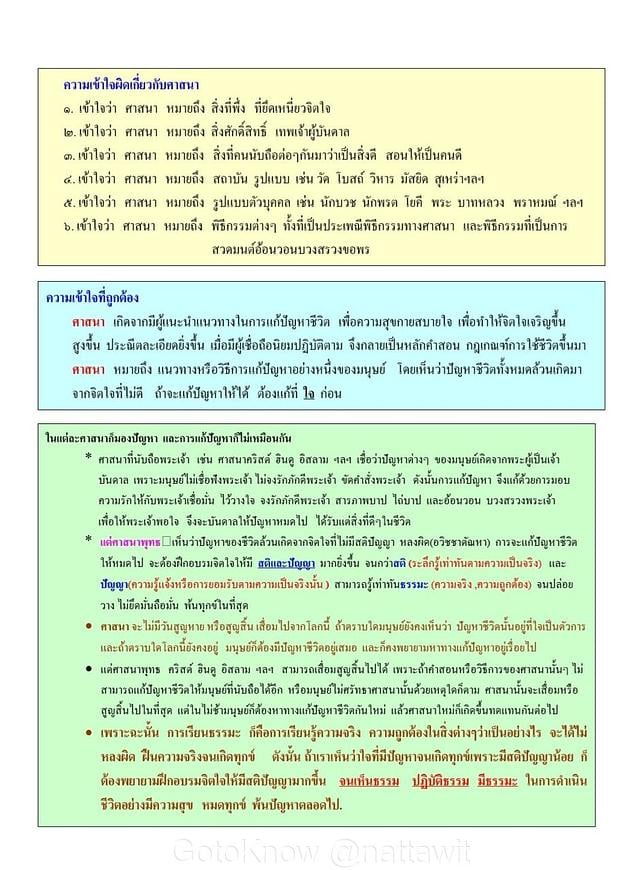 ความเข้าใจผิดเกี่ยวกับศาสนา
๑. เข้าใจว่า ศาสนา หมายถึง สิ่งที่พึ่ง ที่ยึดเหนี่ยวจิตใจ
๒. เข้าใจว่า ศาสนา หมายถึง สิ่งศักดิ์สิทธิ์ เทพเจ้าผู้บันดาล
๓. เข้าใจว่า ศาสนา หมายถึง สิ่งที่คนนับถือต่อๆกันมาว่าเป็นสิ่งดี สอนให้เป็นคนดี
๔. เข้าใจว่า ศาสนา หมายถึง สถาบัน รูปแบบ เช่น วัด โบสถ์ วิหาร มัสยิด สุเหร่าฯลฯ
๕. เข้าใจว่า ศาสนา หมายถึง รูปแบบตัวบุคคล เช่น นักบวช นักพรต โยคี พระ บาทหลวง พราหมณ์ ฯลฯ
๖. เข้าใจว่า ศาสนา หมายถึง พิธีกรรมต่างๆ ทั้งที่เป็นประเพณีพิธีกรรมทางศาสนา และพิธีกรรมที่เป็นการ
สวดมนต์อ้อนวอนบวงสรวงขอพร
ความเข้าใจที่ถูกต้อง
ศาสนา เกิดจากมีผู้แนะนำแนวทางในการแก้ปัญหาชีวิต เพื่อความสุขกายสบายใจ เพื่อทำให้จิตใจเจริญขึ้น
สูงขึ้น ประณีตละเอียดยิ่งขึ้น เมื่อมีผู้เชื่อถือนิยมปฏิบัติตาม จึงกลายเป็นหลักคำสอน กฎเกณฑ์การใช้ชีวิตขึ้นมา
ศาสนา หมายถึง แนวทางหรือวิธีการแก้ปัญหาอย่างหนึ่งของมนุษย์ โดยเห็นว่าปัญหาชีวิตทั้งหมดล้วนเกิดมา
จากจิตใจที่ไม่ดี ถ้าจะแก้ปัญหาให้ได้ ต้องแก้ที่ ใจ ก่อน
ในแต่ละศาสนาก็มองปัญหา และการแก้ปัญหาก็ไม่เหมือนกัน
* ศาสนาที่นับถือพระเจ้า เช่น ศาสนาคริสต์ ฮินดู อิสลาม ฯลฯ เชื่อว่าปัญหาต่างๆ ของมนุษย์เกิดจากพระผู้เป็นเจ้า
บันดาล เพราะมนุษย์ไม่เชื่อฟังพระเจ้า ไม่จงรักภักดีพระเจ้า ขัดคำสั่งพระเจ้า ดังนั้นการแก้ปัญหา จึงแก้ด้วยการมอบ
ความรักให้กับพระเจ้าเชื่อมั่น ไว้วางใจ จงรักภักดีพระเจ้า สารภาพบาป ไถ่บาป และอ้อนวอน บวงสรวงพระเจ้า
เพื่อให้พระเจ้าพอใจ จึงจะบันดาลให้ปัญหาหมดไป ได้รับแต่สิ่งที่ดีๆในชีวิต
* แต่ศาสนาพุทธ□เห็นว่าปัญหาของชีวิตล้วนเกิดจากจิตใจที่ไม่มีสติปัญญา หลงผิด(อวิชชาตัณหา) การจะแก้ปัญหาชีวิต
ให้หมดไป จะต้องฝึกอบรมจิตใจให้มี สติและปัญญา มากยิ่งขึ้น จนกว่าสติ (ระลึกรู้เท่าทันตามความเป็นจริง) และ
ปัญญา(ความรู้แจ้งหรือการยอมรับตามความเป็นจริงนั้น) สามารถรู้เท่าทันธรรมะ (ความจริง ,ความถูกต้อง) จนปล่อย
วาง ไม่ยึดมั่นถือมั่น พ้นทุกข์ในที่สุด
• ศาสนา จะไม่มีวันสูญหาย หรือสูญสิ้น เสื่อมไปจากโลกนี้ ถ้าตราบใดมนุษย์ยังคงเห็นว่า ปัญหาชีวิตนั้นอยู่ที่ใจเป็นตัวการ
และถ้าตราบใดโลกนี้ยังคงอยู่ มนุษย์ก็ต้องมีปัญหาชีวิตอยู่เสมอ และก็คงพยายามหาทางแก้ปัญหาอยู่เรื่อยไป
• แต่ศาสนาพุทธ คริสต์ ฮินดู อิสลาม ฯลฯ สามารถเสื่อมสูญสิ้นไปได้ เพราะถ้าคำสอนหรือวิธีการของศาสนานั้นๆ ไม่
สามารถแก้ปัญหาชีวิตให้มนุษย์ที่นับถือได้อีก หรือมนุษย์ไม่ศรัทธาศาสนานั้นด้วยเหตุใดก็ตาม ศาสนานั้นจะเสื่อมหรือ
สูญสิ้นไปในที่สุด แต่ในไม่ช้ามนุษย์ก็ต้องหาทางแก้ปัญหาชีวิตกันใหม่ แล้วศาสนาใหม่ก็เกิดขึ้นทดแทนกันต่อไป
• เพราะฉะนั้น การเรียนธรรมะ ก็คือการเรียนรู้ความจริง ความถูกต้องในสิ่งต่างๆว่าเป็นอย่างไร จะได้ไม่
หลงผิด ฝืนความจริงจนเกิดทุกข์ ดังนั้น ถ้าเราเห็นว่าใจที่มีปัญหาจนเกิดทุกข์เพราะมีสติปัญญาน้อย ก็
ต้องพยายามฝึกอบรมจิตใจให้มีสติปัญญามากขึ้น จนเห็นธรรม ปฏิบัติธรรม มีธรรมะ ในการดำเนิน
ชีวิตอย่างมีความสุข หมดทุกข์ พ้นปัญหาตลอดไป.
GotoKnow @nattawit